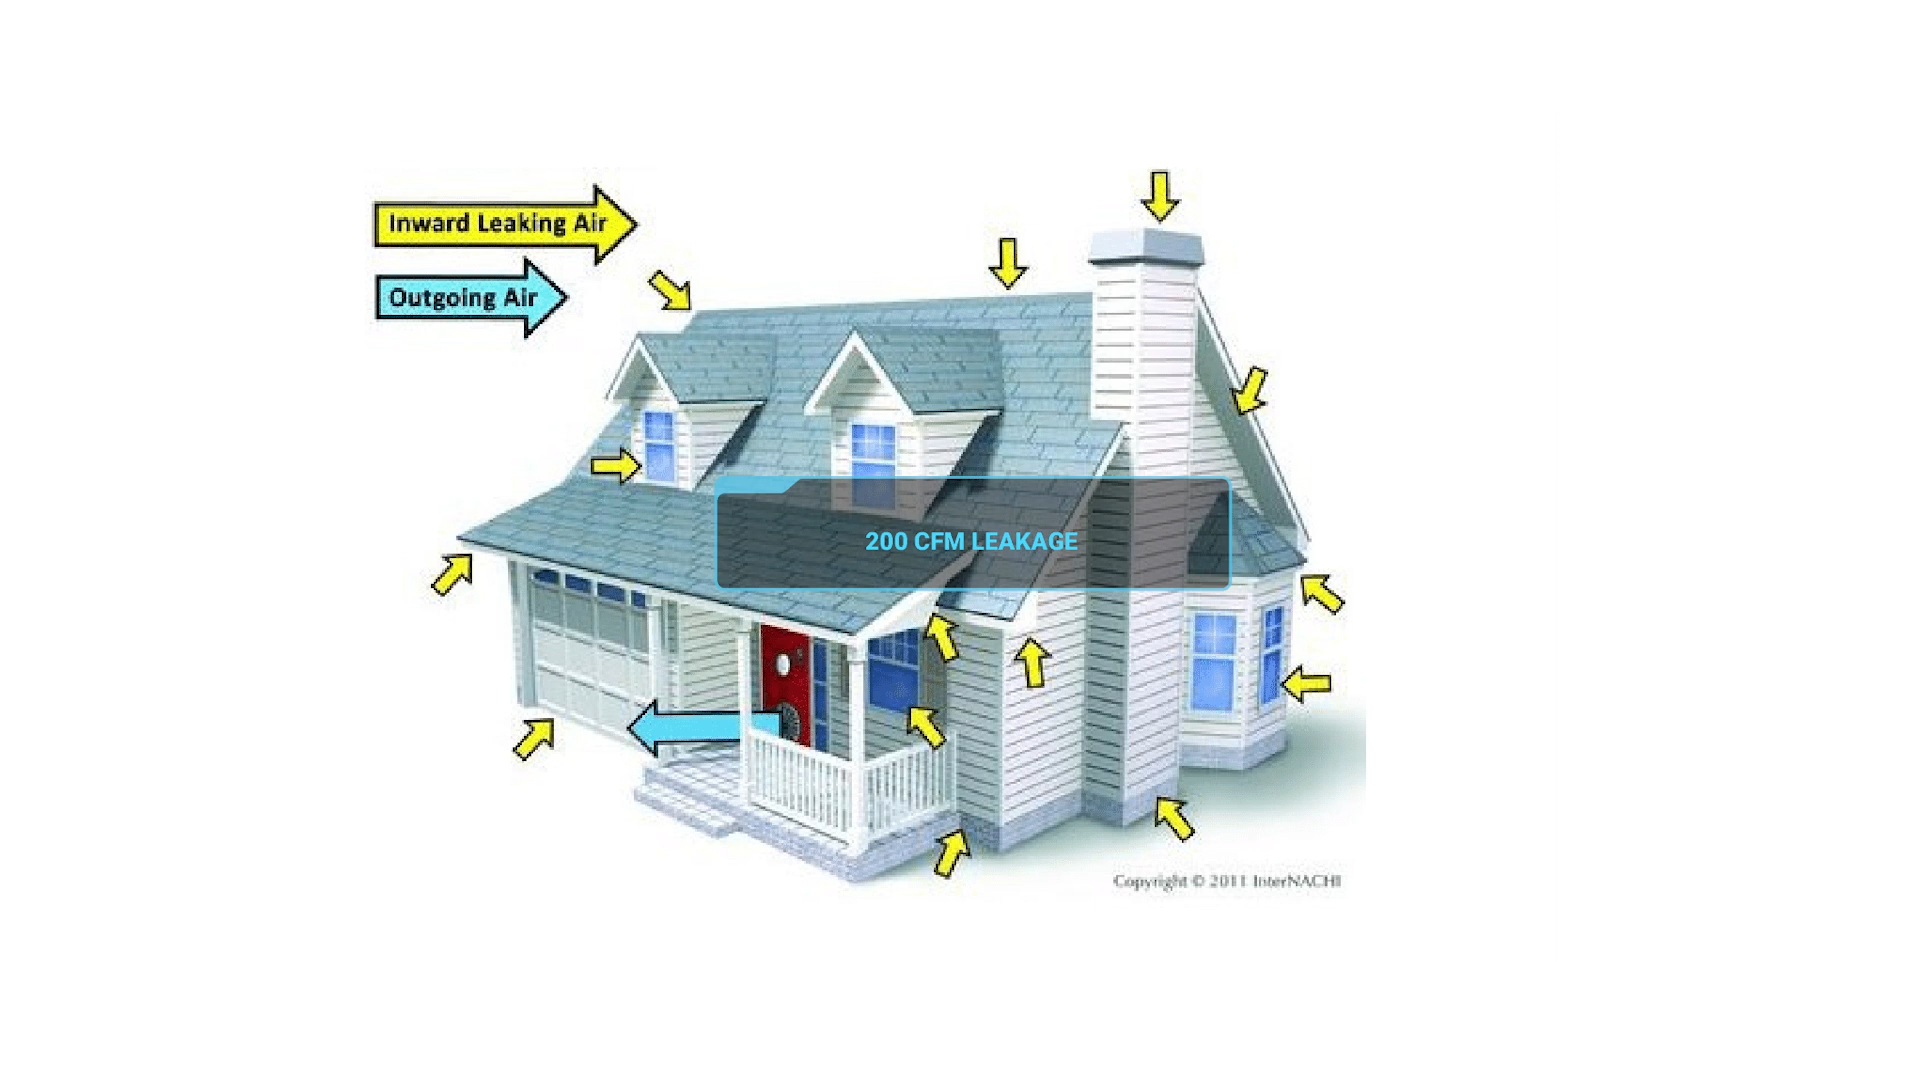 Inward Leaking Air
Outgoing Air
200 CFM LEAKAGE
Copyright © 2011 InterNACHI